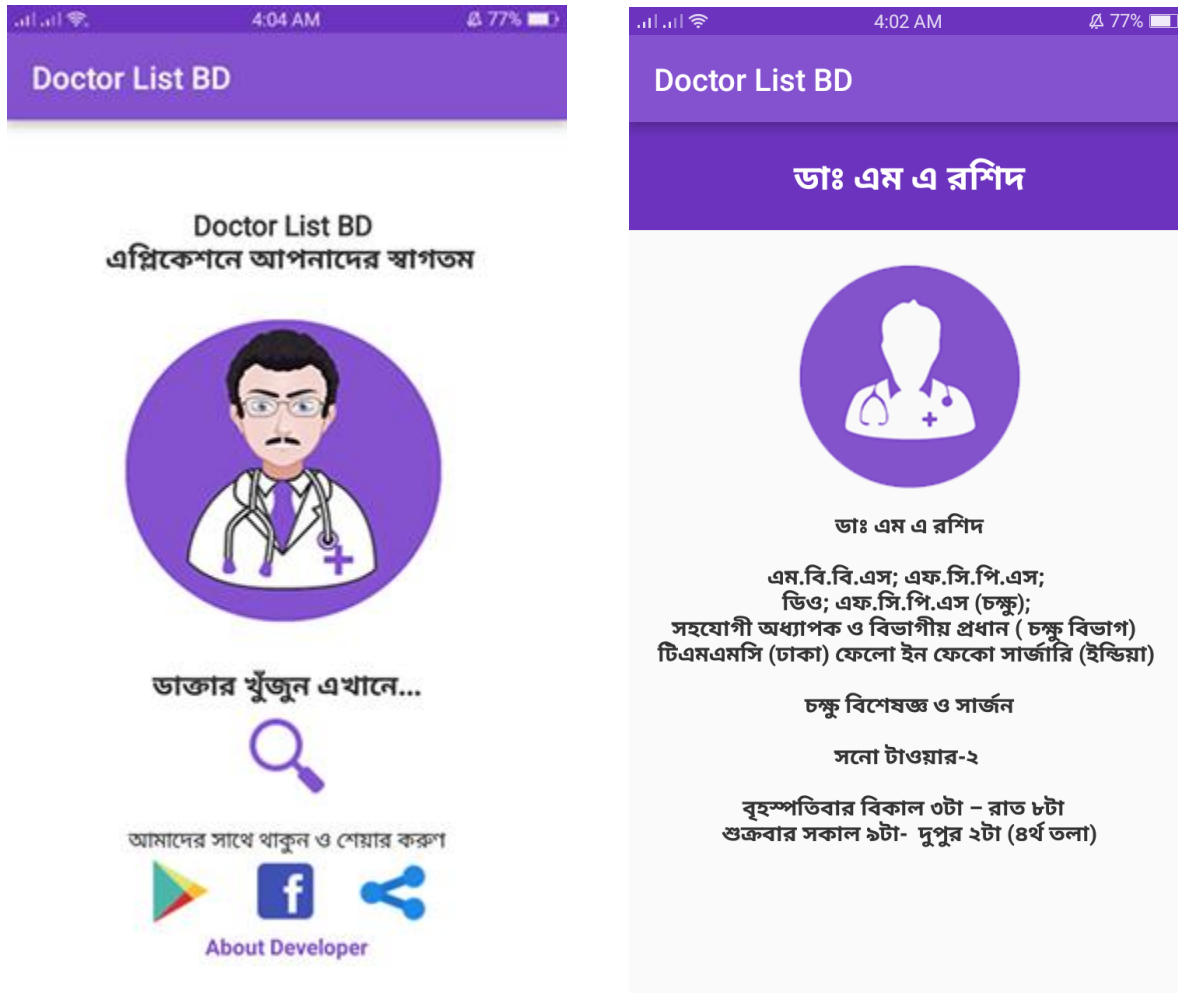 4:04 AM
77%
Doctor List BD
Doctor List BD
এপ্লিকেশনে আপনাদের স্বাগতম
ডাক্তার খুঁজুন এখানে...
আমাদের সাথে থাকুন ও শেয়ার করুণ
f
About Developer
4:02 AM
77%
Doctor List BD
ডাঃ এম এ রশিদ
ডাঃ এম এ রশিদ
এম.বি.বি.এস; এফ.সি.পি.এস;
ডিও; এফ.সি.পি.এস (চক্ষু);
সহযোগী অধ্যাপক ও বিভাগীয় প্রধান ( চক্ষু বিভাগ)
টিএমএমসি (ঢাকা) ফেলো ইন ফেকো সার্জারি (ইন্ডিয়া)
চক্ষু বিশেষজ্ঞ ও সার্জন
সনো টাওয়ার-২
বৃহস্পতিবার বিকাল ৩টা – রাত ৮টা
শুক্রবার সকাল ৯টা- দুপুর ২টা (৪র্থ তলা)